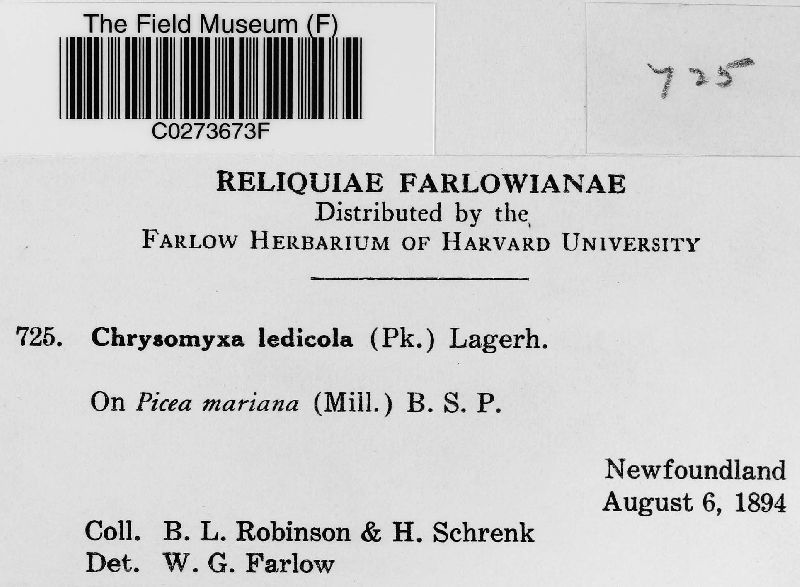 The Field Museum (F)
C0273673F
725
RELIQUIAE FARLOWIANAE
Distributed by the
FARLOW HERBARIUM OF HARVARD UNIVERSITY
725. Chrysomyxa ledicola (Pk.) Lagerh.
On Picea mariana (Mill.) B. S. P.
Newfoundland
August 6, 1894
Coll. B. L. Robinson & H. Schrenk
Det. W. G. Farlow